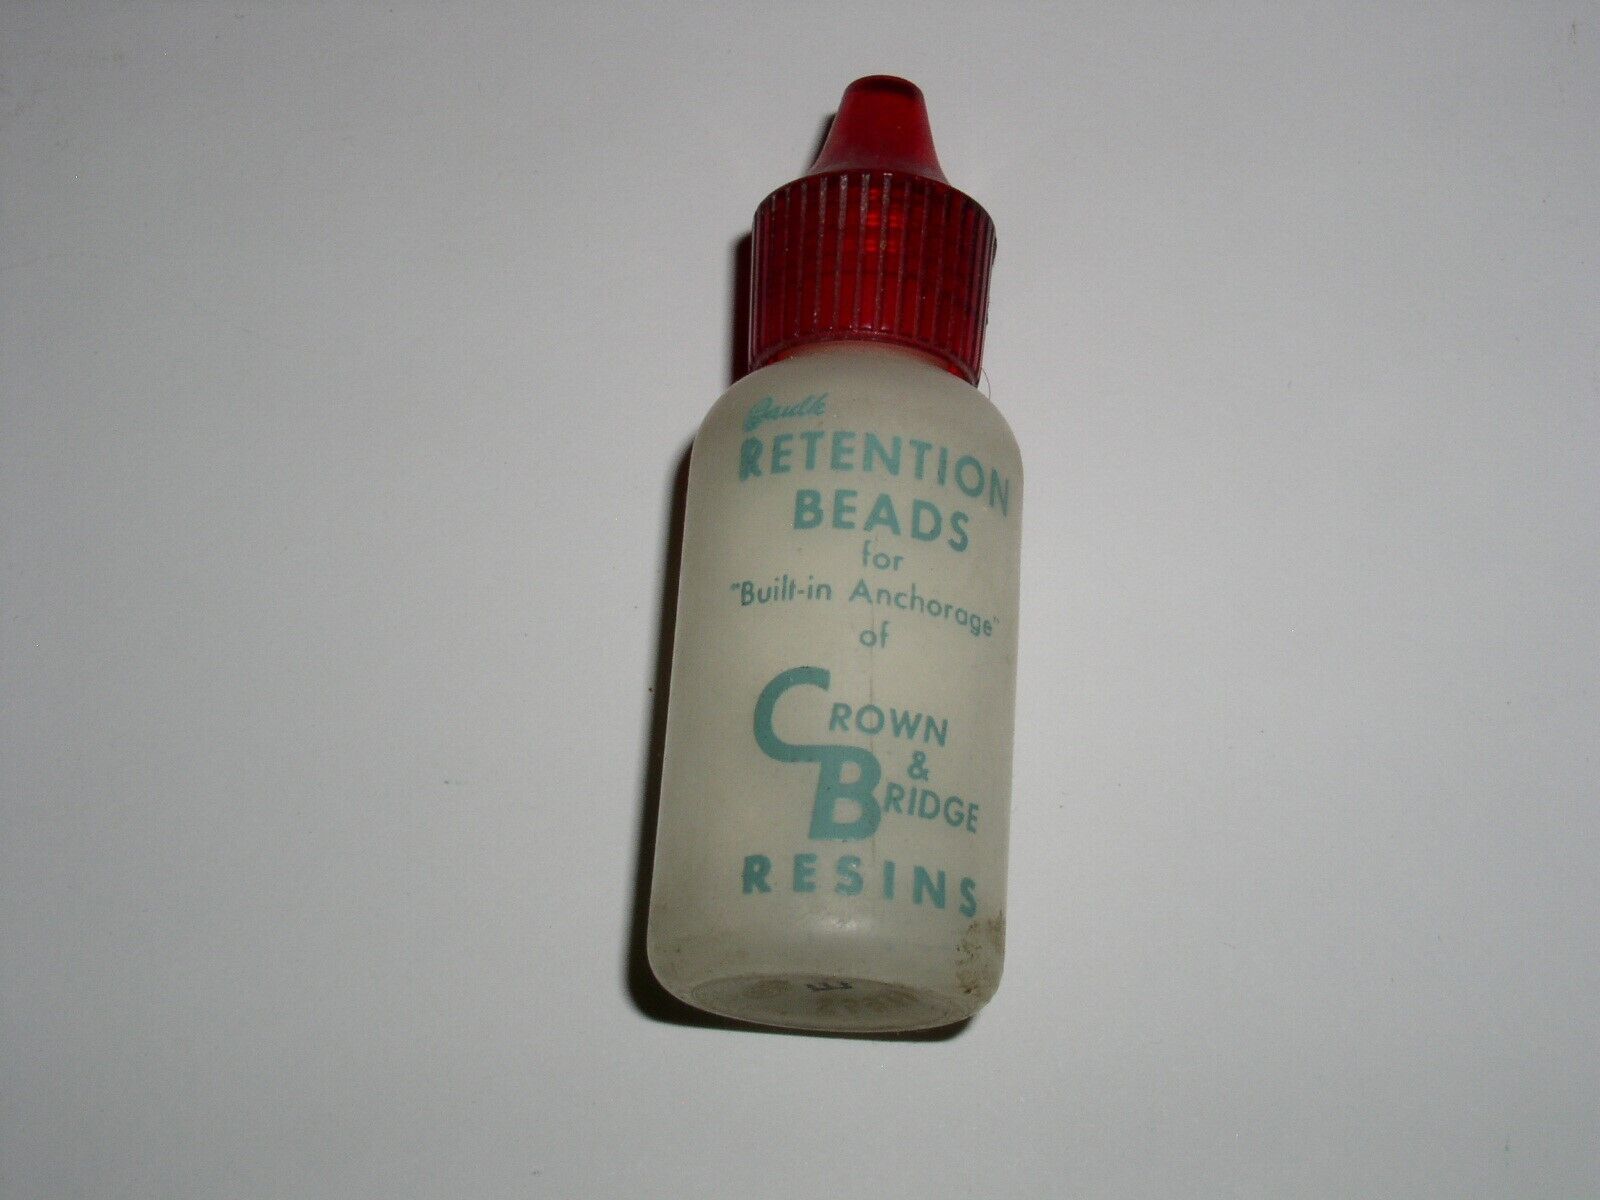 Caulk
RETENTION
BEADS
for
"Built-in Anchorage"
of
CROWN
&
BRIDGE
RESINS